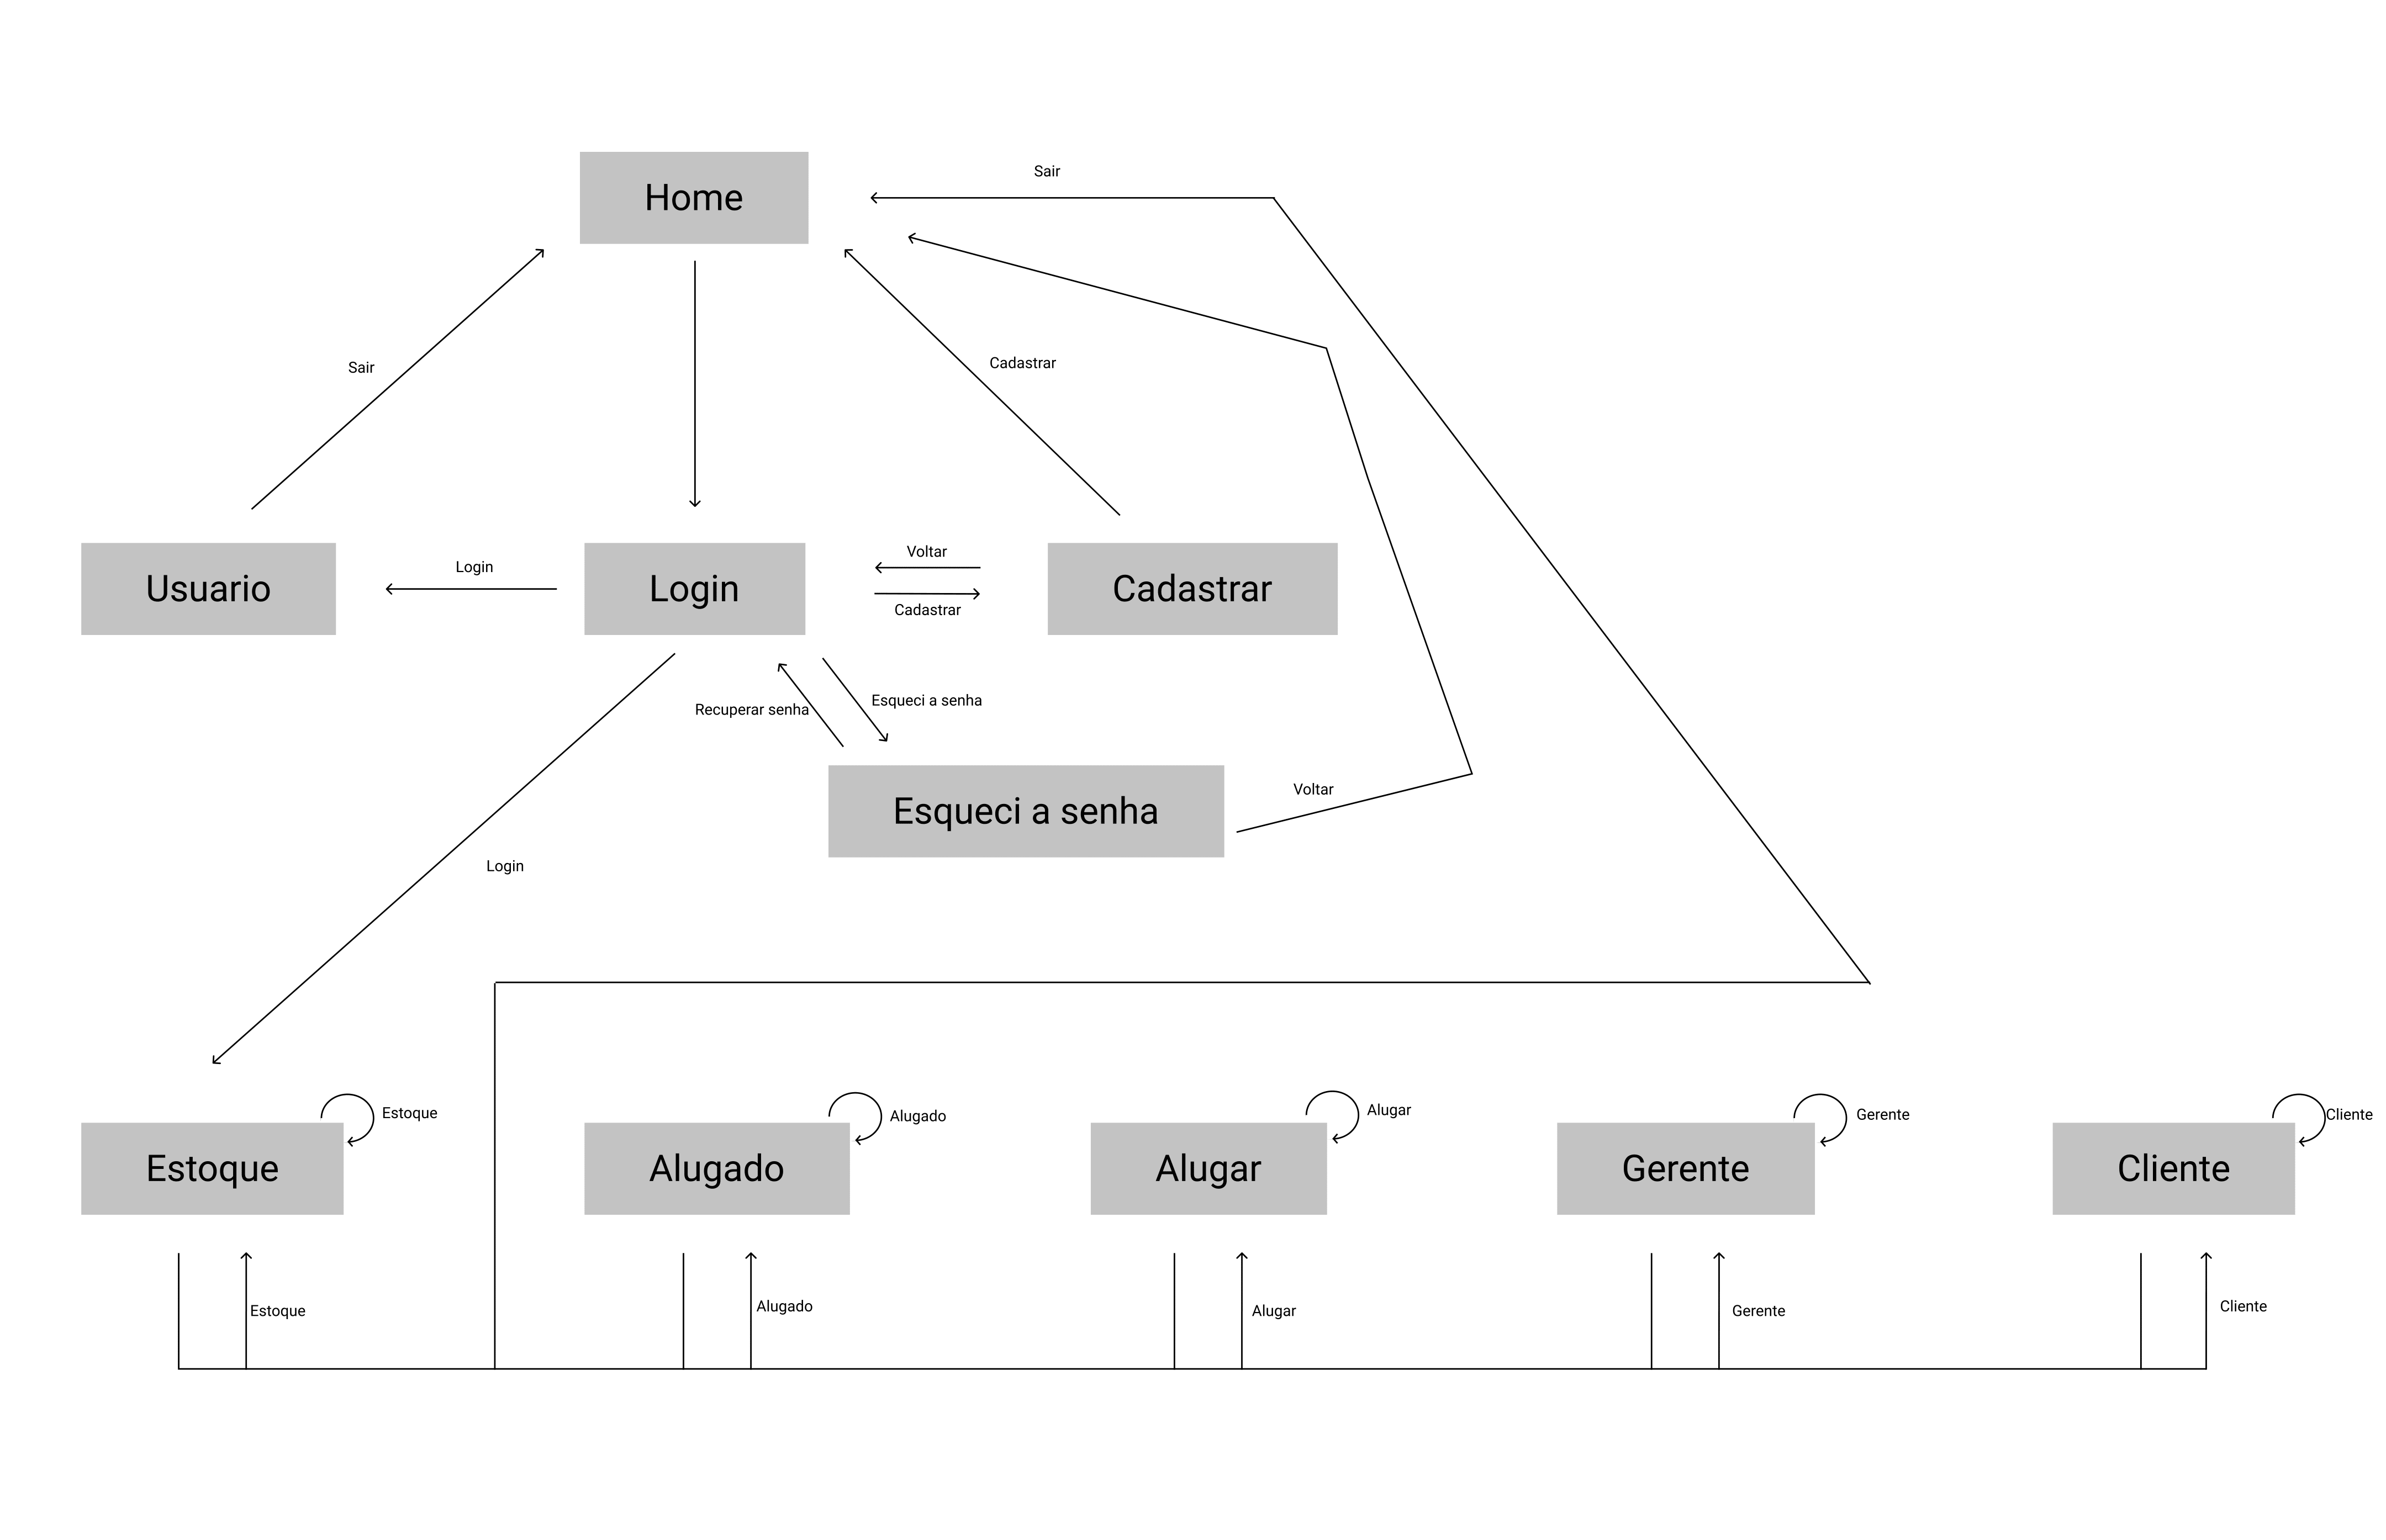 Home
Sair
Sair
Cadastrar
Usuario
Login
Login
Voltar
Cadastrar
Cadastrar
Recuperar senha
Esqueci a senha
Esqueci a senha
Voltar
Login
Estoque
Estoque
Alugado
Alugado
Alugar
Alugar
Gerente
Gerente
Cliente
Cliente
Estoque
Alugado
Alugar
Gerente
Cliente